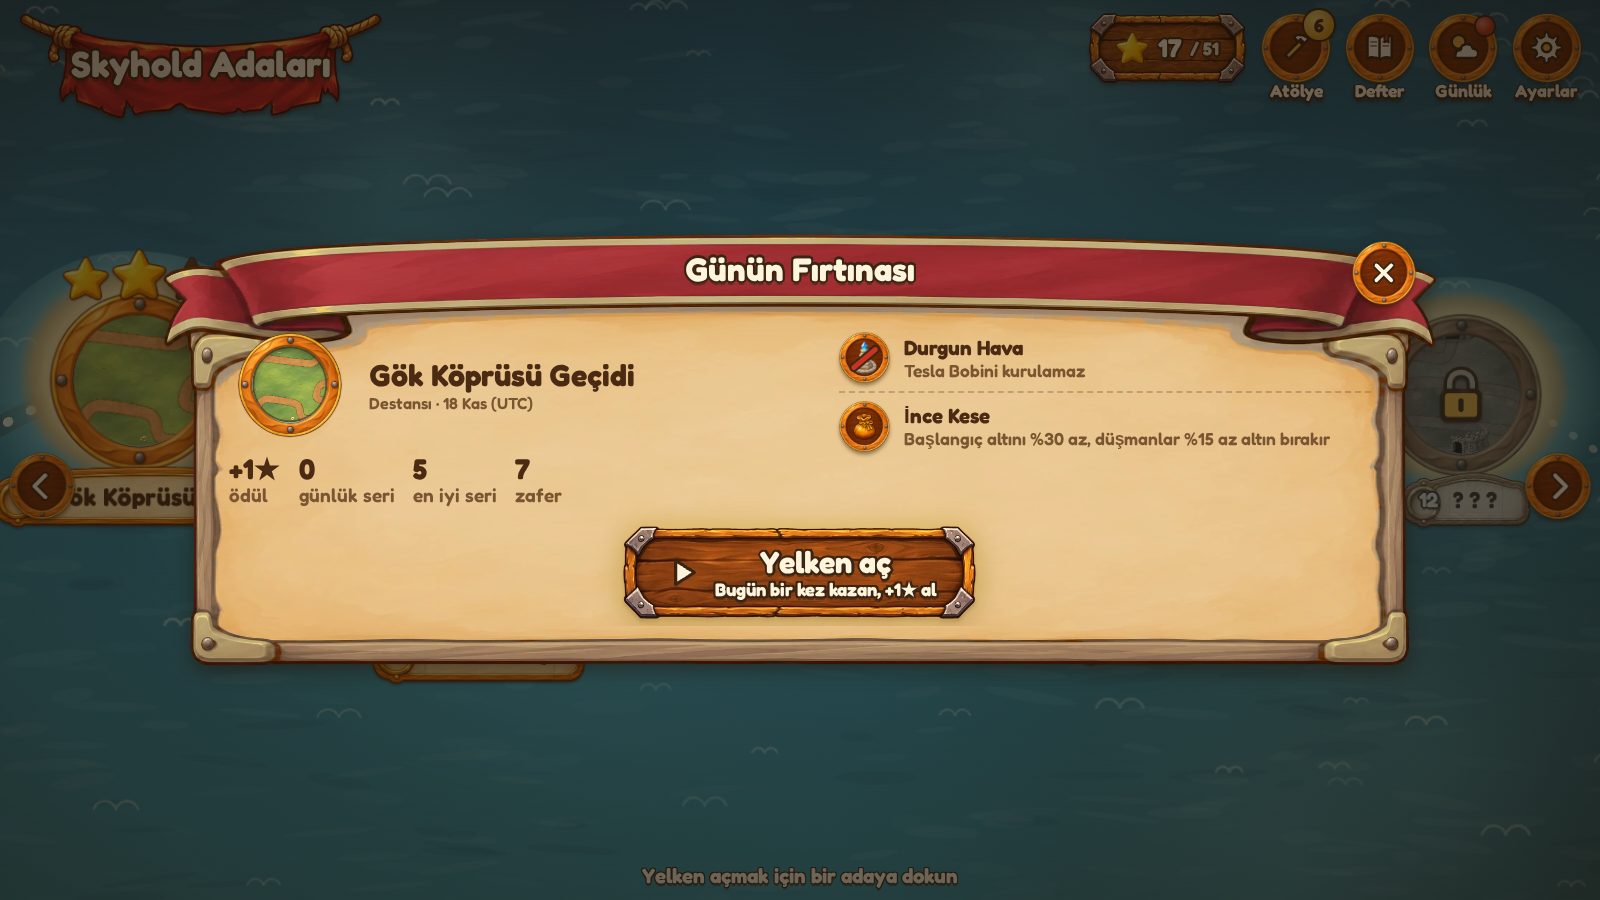 Skyhold Adaları
17 / 51
6
Atölye
Defter
Günlük
Ayarlar
Günün Fırtınası
Gök Köprüsü Geçidi
Destansı · 18 Kas (UTC)
+1★ 0 5 7
ödül günlük seri en iyi seri zafer
Durgun Hava
Tesla Bobini kurulamaz
İnce Kese
Başlangıç altını %30 az, düşmanlar %15 az altın bırakır
Yelken aç
Bugün bir kez kazan, +1★ al
ök Köprüsü
12 ???
Yelken açmak için bir adaya dokun